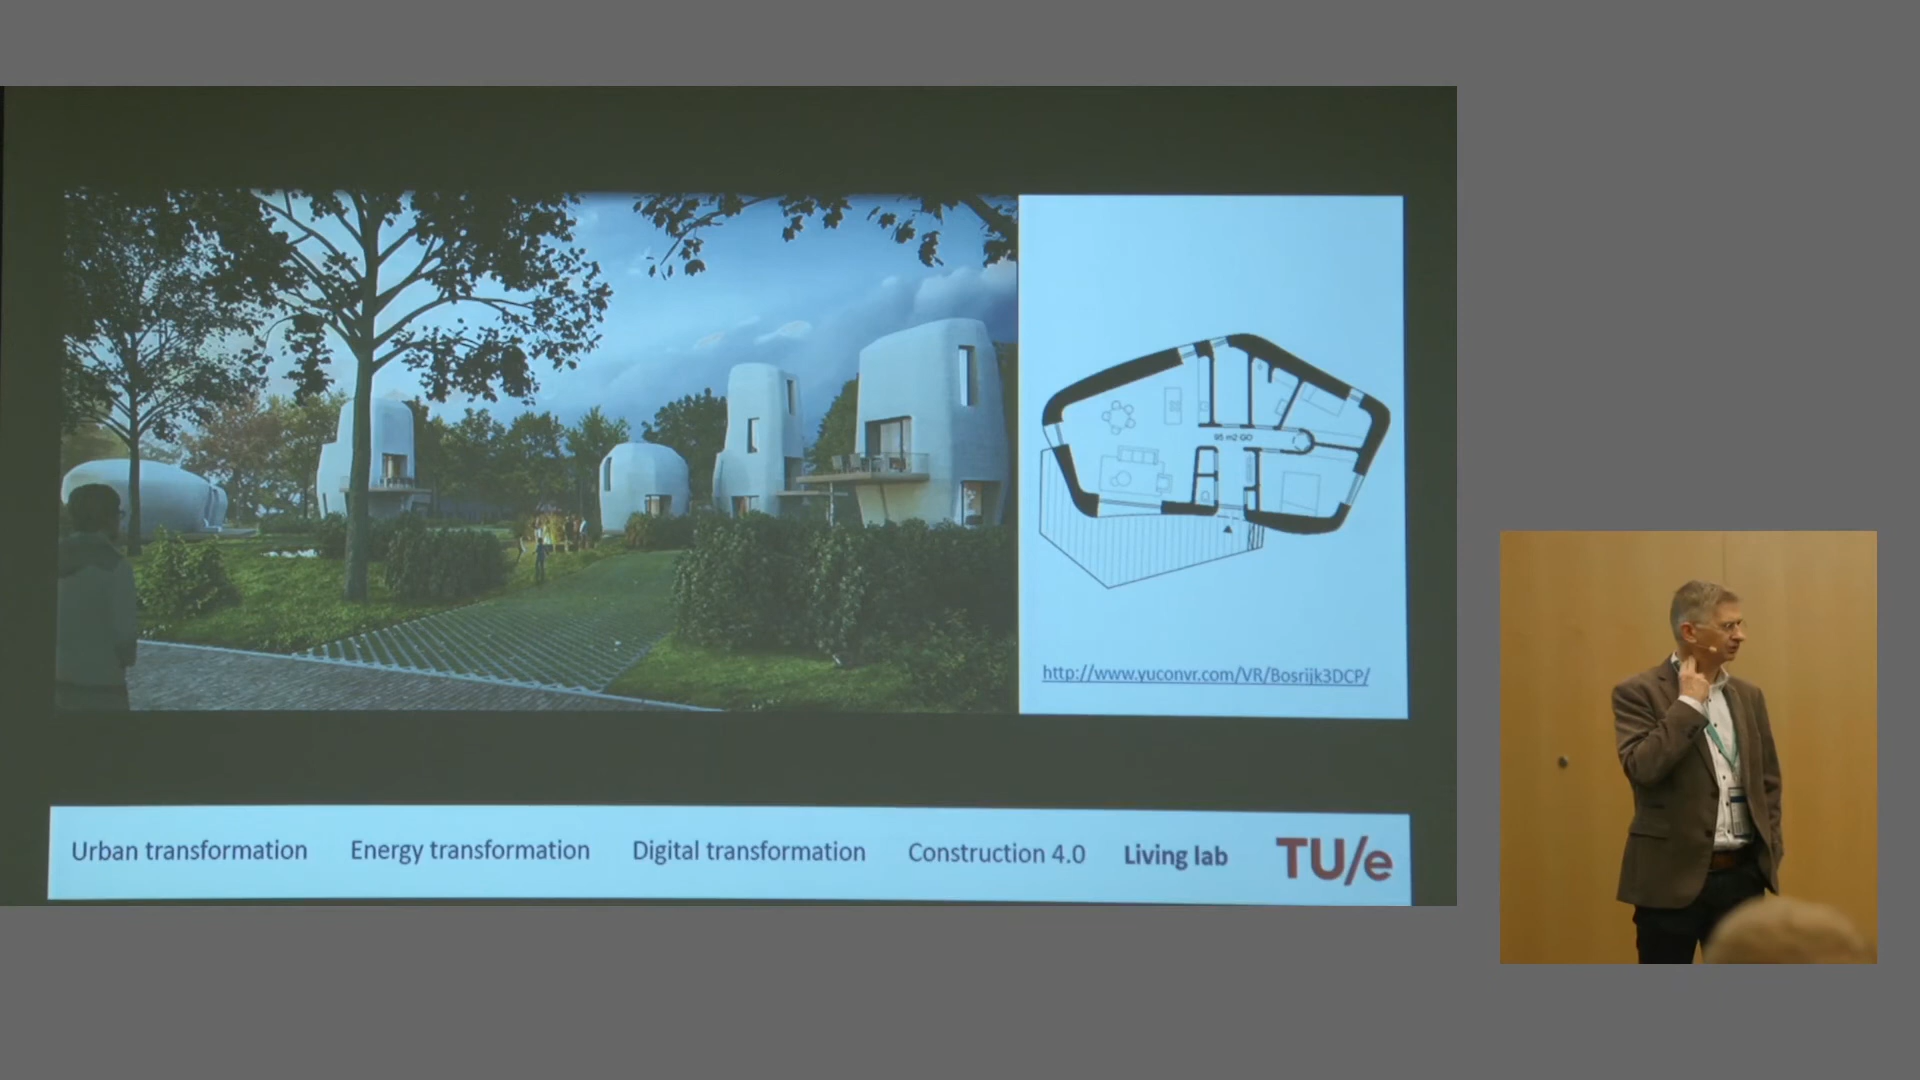 95 m2 GO
http://www.yuconvr.com/VR/Bosrijk3DCP/
Urban transformation Energy transformation Digital transformation Construction 4.0 Living lab TU/e